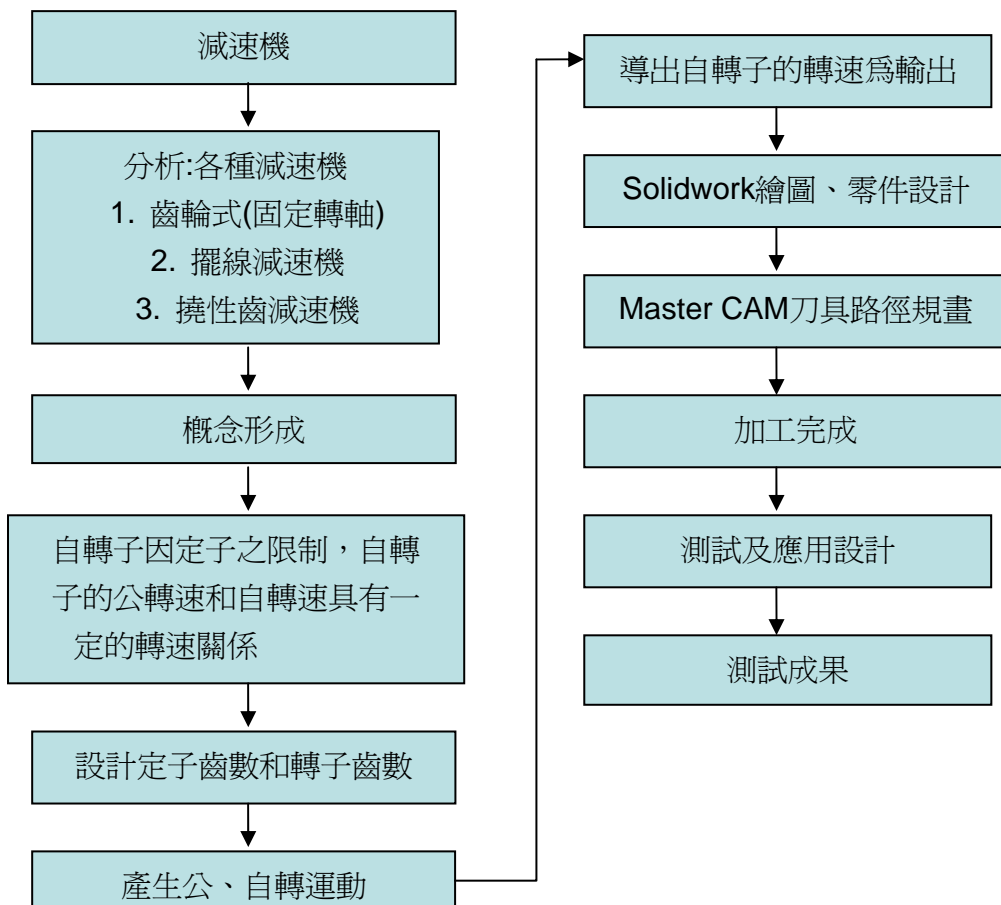 減速機
分析:各種減速機
1. 齒輪式(固定轉軸)
2. 擺線減速機
3. 撓性齒減速機
概念形成
自轉子因定子之限制，自轉
子的公轉速和自轉速具有一
定的轉速關係
設計定子齒數和轉子齒數
產生公、自轉運動
導出自轉子的轉速為輸出
Solidwork繪圖、零件設計
Master CAM刀具路徑規畫
加工完成
測試及應用設計
測試成果